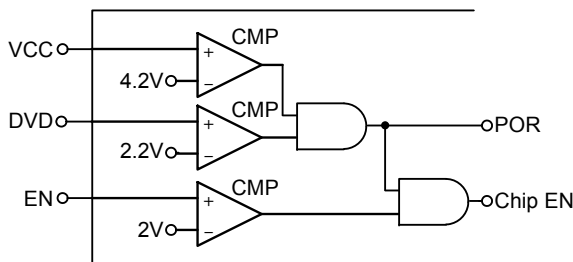 CMP
VCC
+
4.2V
−
CMP
DVD
+
POR
2.2V
−
CMP
EN
+
Chip EN
2V
−